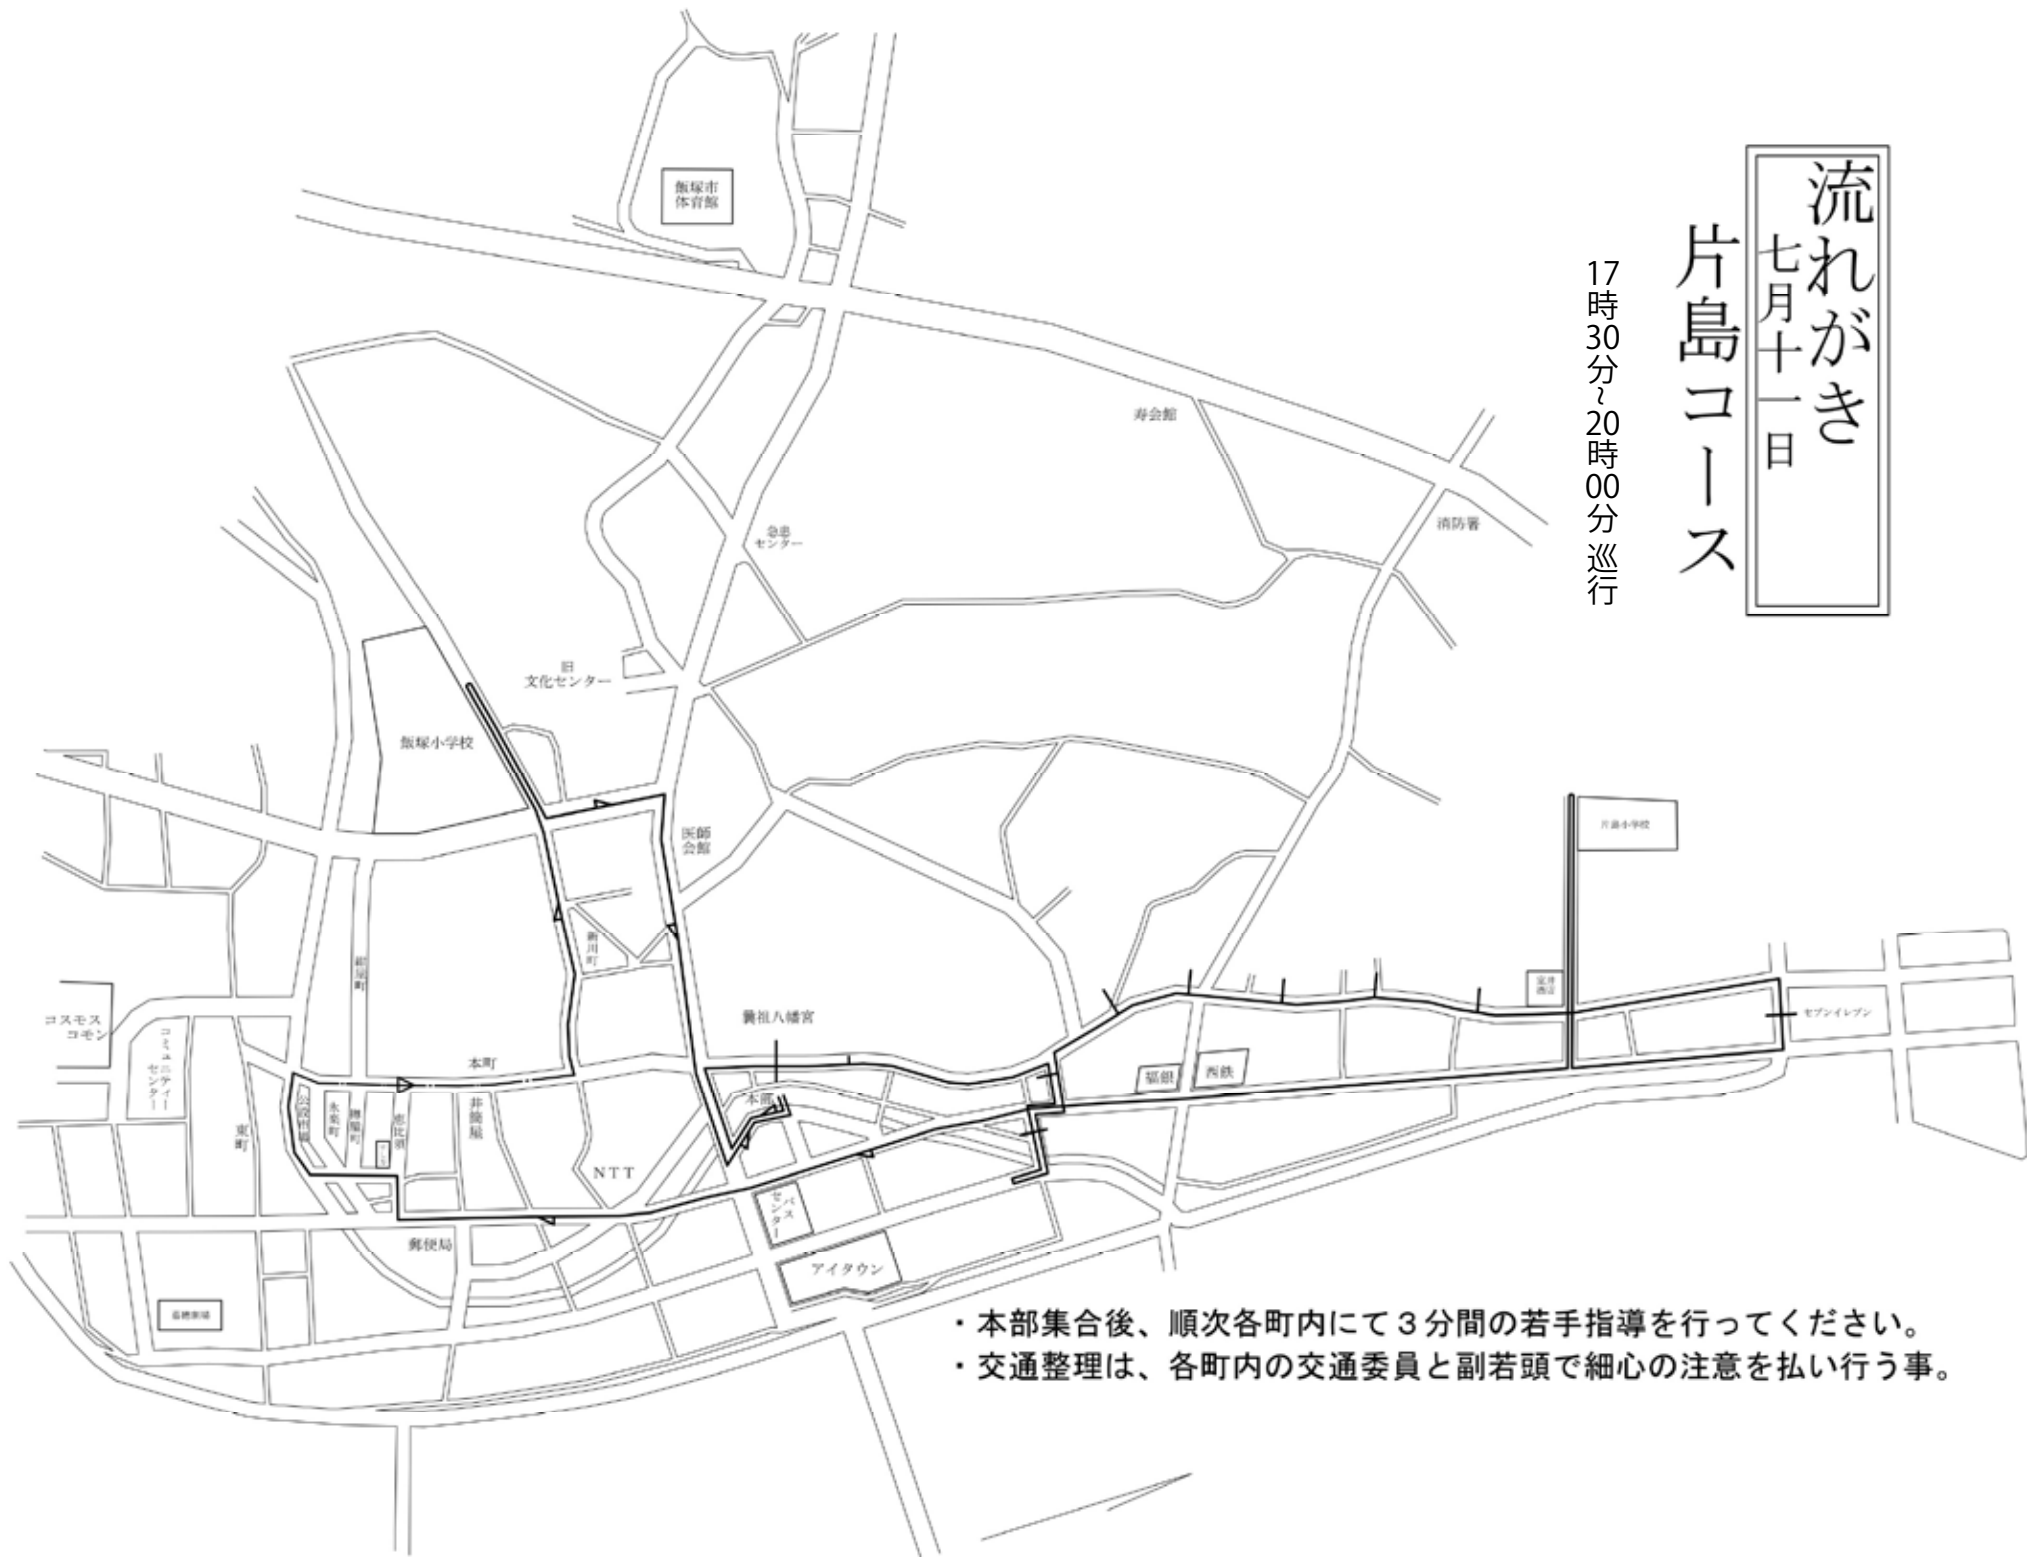 流れがき
七月十一日
片島コース
17時30分~20時00分 巡行
飯塚市
体育館
寿会館
消防署
急患
センター
旧
文化センター
飯塚小学校
医師
会館
片島小学校
新川町
紺屋町
コスモス
コモン
コミュニティー
センター
曩祖八幡宮
セブンイレブン
本町
福銀
西鉄
本部
公設市場
永楽町
恵比須
井筒屋
東町
NTT
バス
センター
郵便局
アイタウン
嘉穂劇場
・本部集合後、順次各町内にて3分間の若手指導を行ってください。
・交通整理は、各町内の交通委員と副若頭で細心の注意を払い行う事。